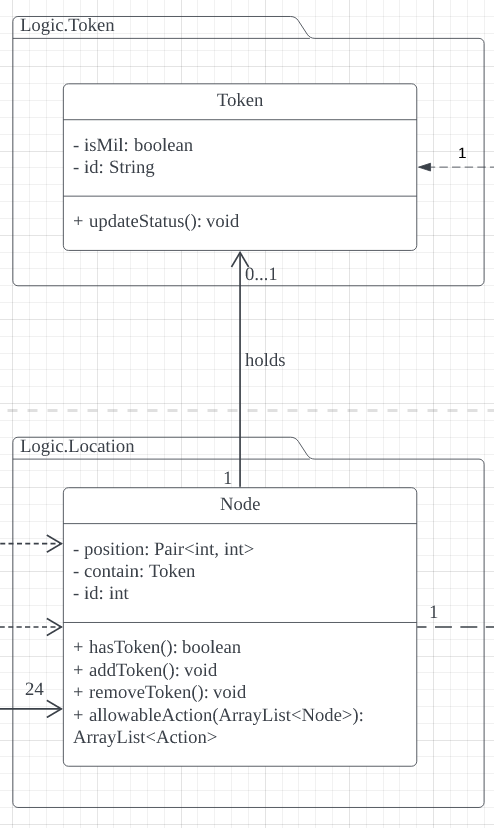 Logic.Token
Token
- isMil: boolean
- id: String
1
+ updateStatus(): void
0...1
holds
Logic.Location
1
Node
- position: Pair<int, int>
- contain: Token
- id: int
1
+ hasToken(): boolean
+ addToken(): void
24
+ removeToken(): void
+ allowableAction(ArrayList<Node>):
ArrayList<Action>